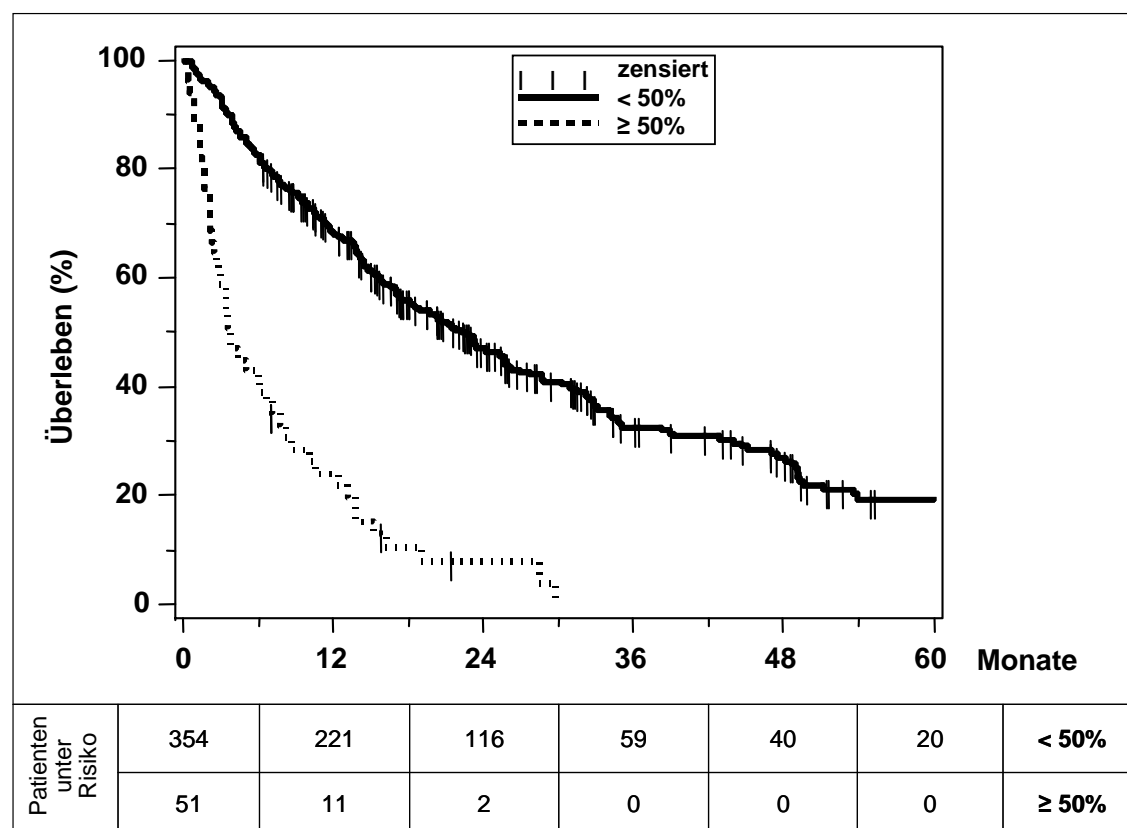 zensiert
< 50%
≥ 50%
Überleben (%)
100
80
60
40
20
0
0 12 24 36 48 60 Monate
Patienten
unter
Risiko
354 221 116 59 40 20 < 50%
51 11 2 0 0 0 ≥ 50%